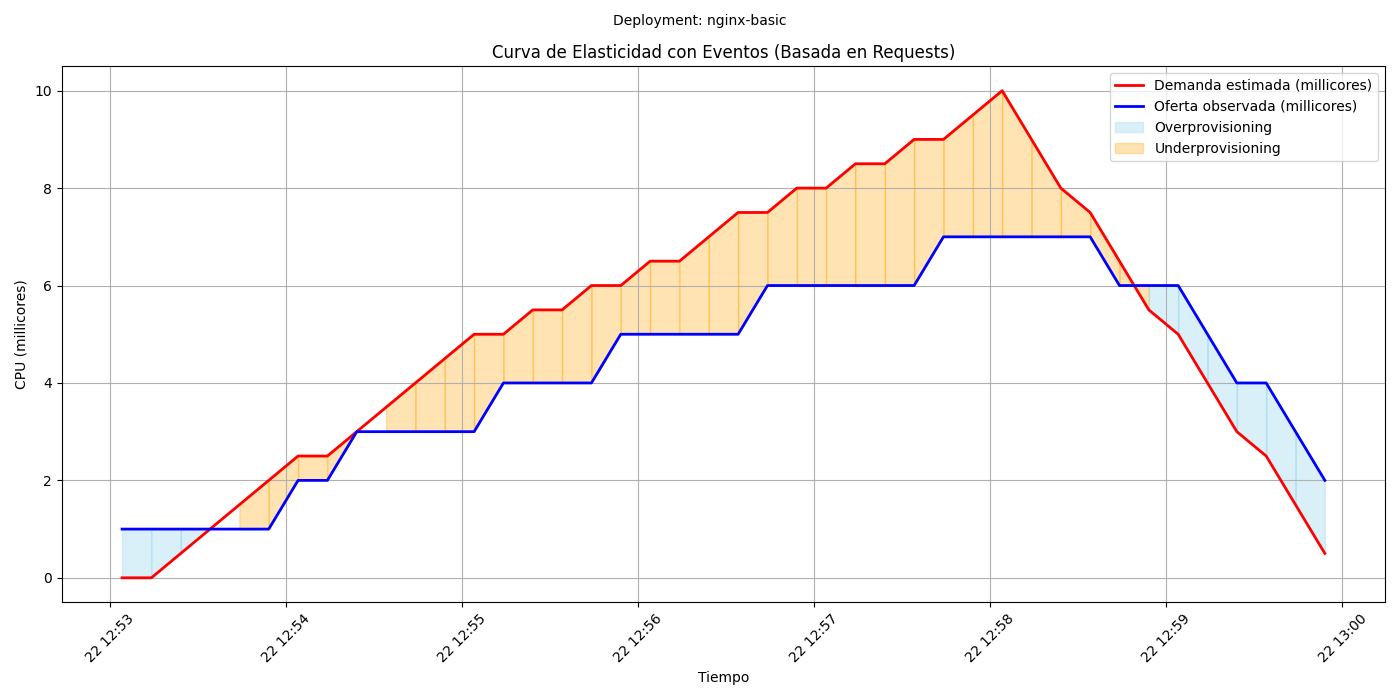 Deployment: nginx-basic
Curva de Elasticidad con Eventos (Basada en Requests)
Demanda estimada (millicores)
Oferta observada (millicores)
Overprovisioning
Underprovisioning
CPU (millicores)
10
8
6
4
2
0
22 12:53
22 12:54
22 12:55
22 12:56
22 12:57
22 12:58
22 12:59
22 13:00
Tiempo